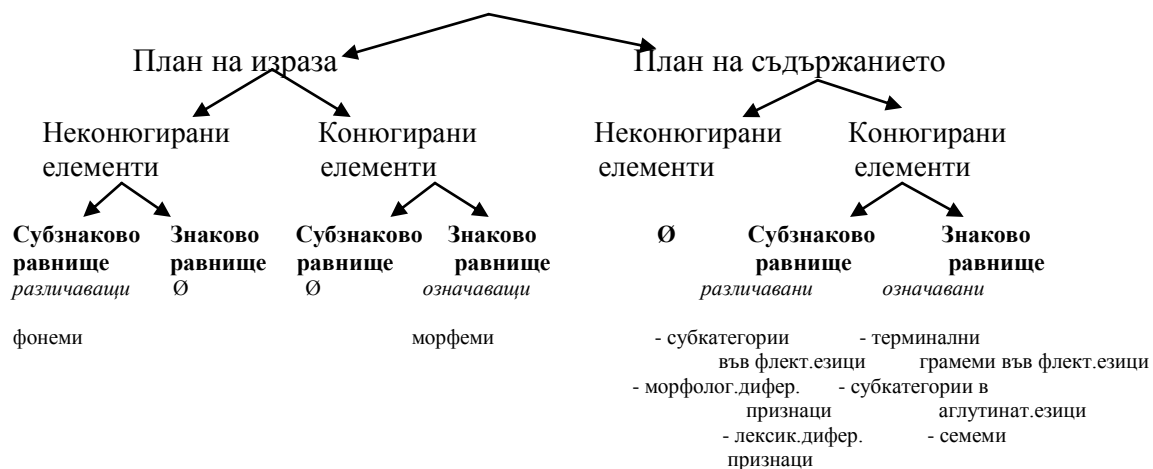 План на израза План на съдържанието
Неконюгирани Конюгирани Неконюгирани Конюгирани
елементи елементи елементи елементи
Субзнаково Знаково Субзнаково Знаково Ø Субзнаково Знаково
равнище равнище равнище равнище равнище равнище
различаващи Ø Ø означаващи различавани означавани
фонеми морфеми - субкатегории - терминални
във флект.езици грамеми във флект.езици
- морфолог.дифер. - субкатегории в
признаци аглутинат.езици
- лексик.дифер. - семеми
признаци